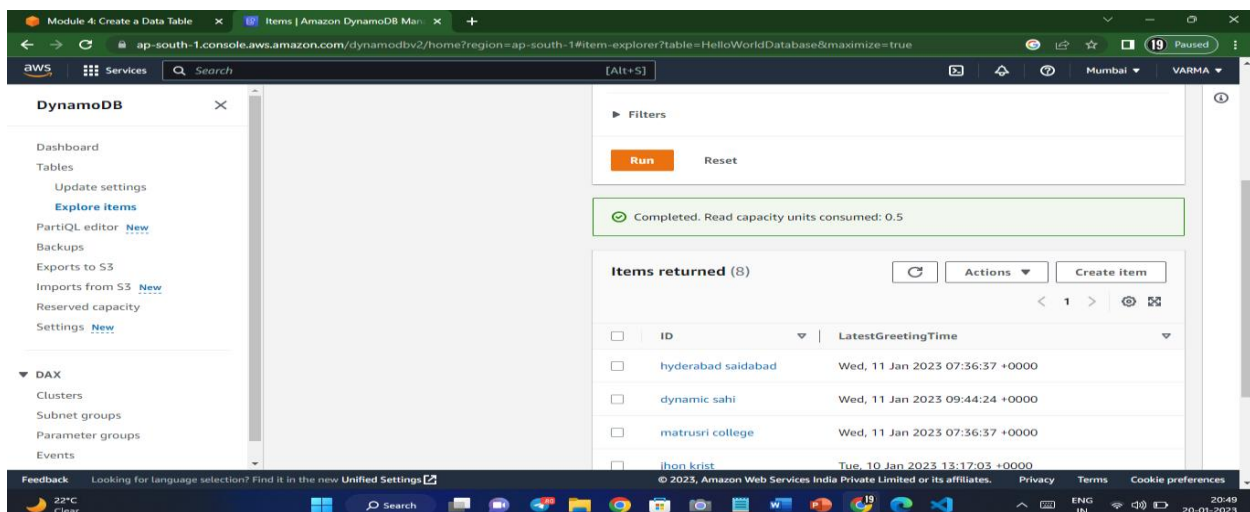 Module 4: Create a Data Table
Items | Amazon DynamoDB Man
ap-south-1.console.aws.amazon.com/dynamodbv2/home?region=ap-south-1#item-explorer?table=HelloWorldDatabase&maximize=true
19 Paused
aws Services Search [Alt+S] Mumbai VARMA
DynamoDB
Dashboard
Tables
Update settings
Explore items
PartiQL editor New
Backups
Exports to S3
Imports from S3 New
Reserved capacity
Settings New
DAX
Clusters
Subnet groups
Parameter groups
Events
Filters
Run Reset
Completed. Read capacity units consumed: 0.5
Items returned (8) Actions Create item
1
ID LatestGreetingTime
hyderabad saidabad Wed, 11 Jan 2023 07:36:37 +0000
dynamic sahi Wed, 11 Jan 2023 09:44:24 +0000
matrusri college Wed, 11 Jan 2023 07:36:37 +0000
jhon krist Tue, 10 Jan 2023 13:17:03 +0000
Feedback Looking for language selection? Find it in the new Unified Settings © 2023, Amazon Web Services India Private Limited or its affiliates. Privacy Terms Cookie preferences
22°C
Clear
Search
19
ENG
IN
20:49
20-01-2023